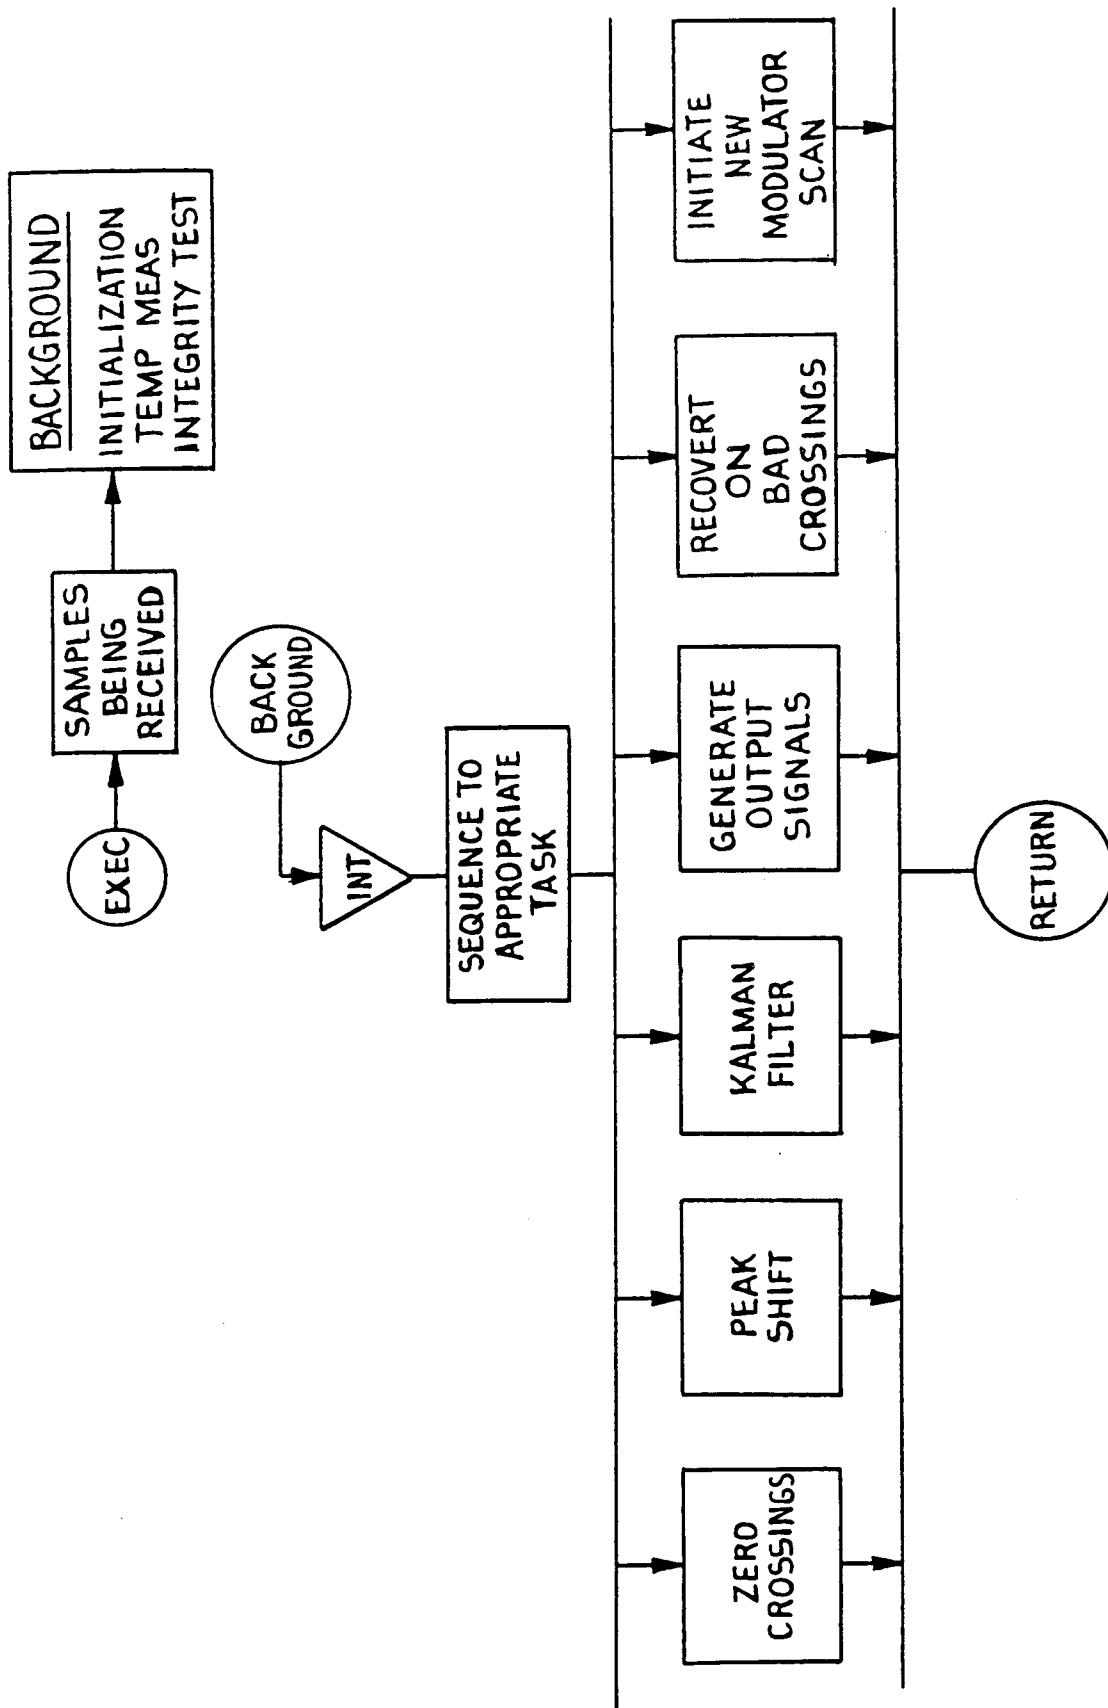 EXEC
SAMPLES
BEING
RECEIVED
BACKGROUND
INITIALIZATION
TEMP MEAS
INTEGRITY TEST
BACK
GROUND
INT
SEQUENCE TO
APPROPRIATE
TASK
ZERO
CROSSINGS
PEAK
SHIFT
KALMAN
FILTER
GENERATE
OUTPUT
SIGNALS
RECOVERT
ON
BAD
CROSSINGS
INITIATE
NEW
MODULATOR
SCAN
RETURN